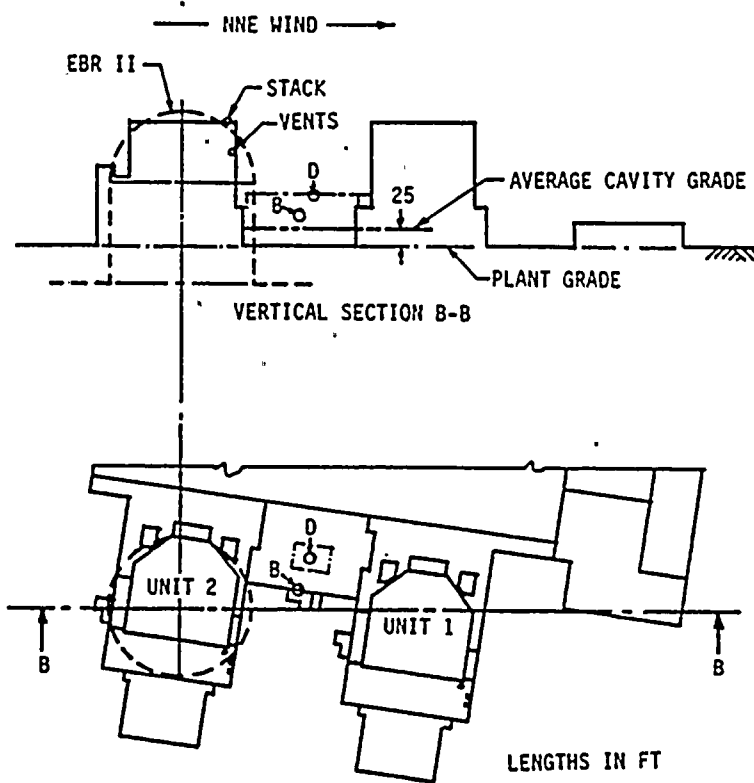 NNE WIND
EBR II
STACK
VENTS
D
B
25
AVERAGE CAVITY GRADE
PLANT GRADE
VERTICAL SECTION B-B
D
B
UNIT 2
UNIT 1
B
B
LENGTHS IN FT